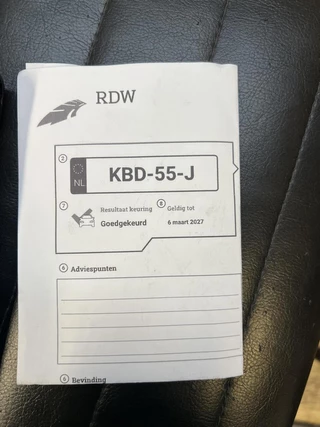 RDW
2
NL KBD-55-J
7 Resultaat keuring 8 Geldig tot
Goedgekeurd 6 maart 2027
6 Adviespunten
6 Bevinding